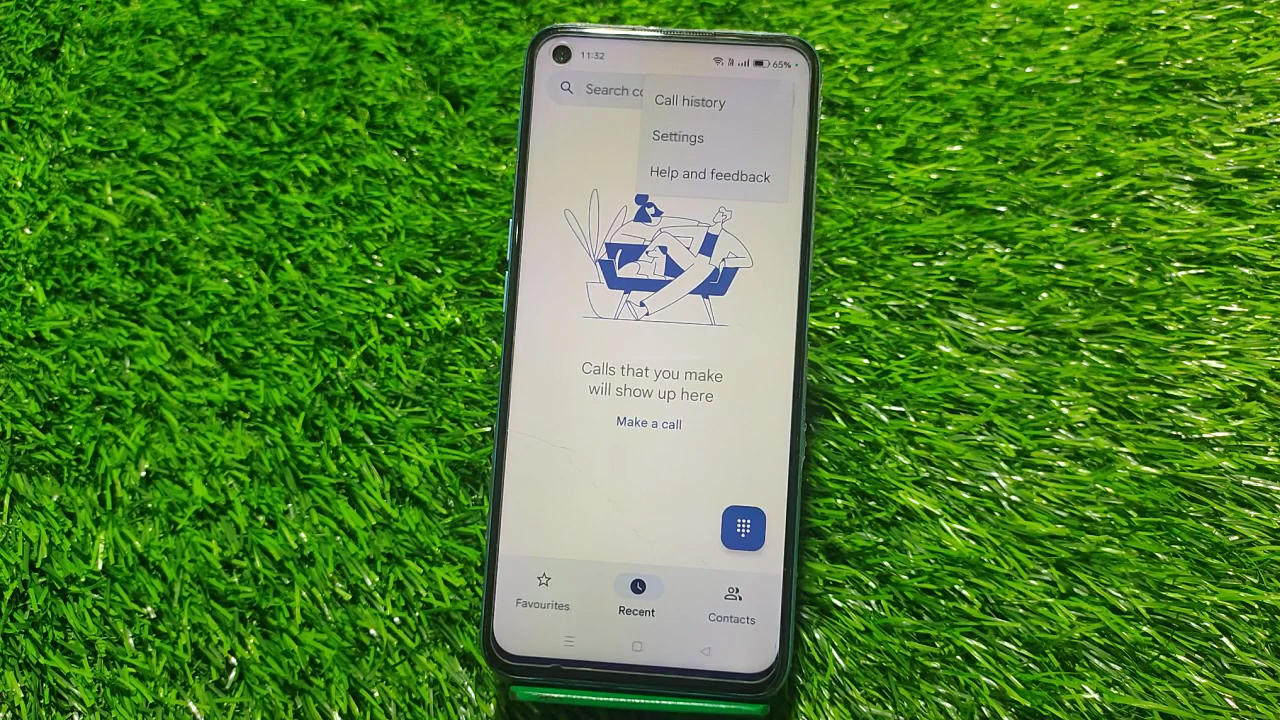 11:32
65%
Search co
Call history
Settings
Help and feedback
Calls that you make
will show up here
Make a call
Favourites
Recent
Contacts